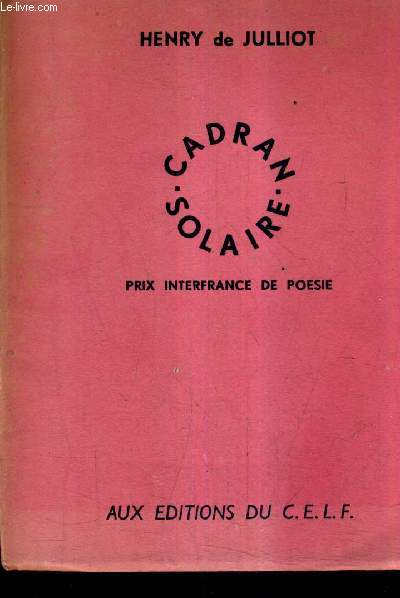 Le-livre.com
HENRY de JULLIOT
CADRAN
SOLAIRE
PRIX INTERFRANCE DE POESIE
AUX EDITIONS DU C.E.L.F.